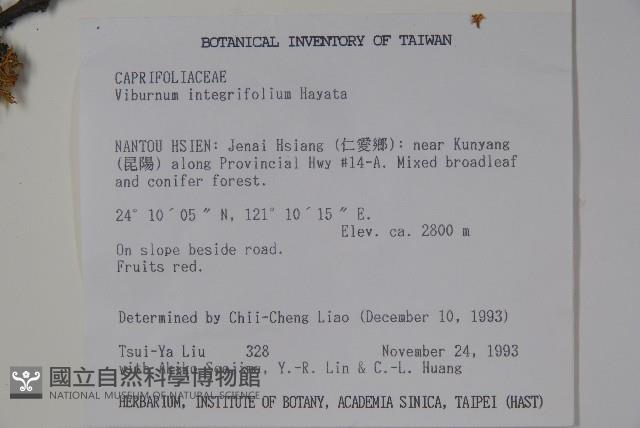 BOTANICAL INVENTORY OF TAIWAN
CAPRIFOLIACEAE
Viburnum integrifolium Hayata
NANTOU HSIEN: Jenai Hsiang (仁愛鄉): near Kunyang
(昆陽) along Provincial Hwy #14-A. Mixed broadleaf
and conifer forest.
24° 10′ 05 ″ N, 121° 10′ 15 ″ E.
Elev. ca. 2800 m
On slope beside road.
Fruits red.
Determined by Chii-Cheng Liao (December 10, 1993)
Tsui-Ya Liu 328 November 24, 1993
with Akiko Y.-R. Lin & C.-L. Huang
國立自然科學博物館
NATIONAL MUSEUM OF NATURAL SCIENCE
HERBARIUM, INSTITUTE OF BOTANY, ACADEMIA SINICA, TAIPEI (HAST)